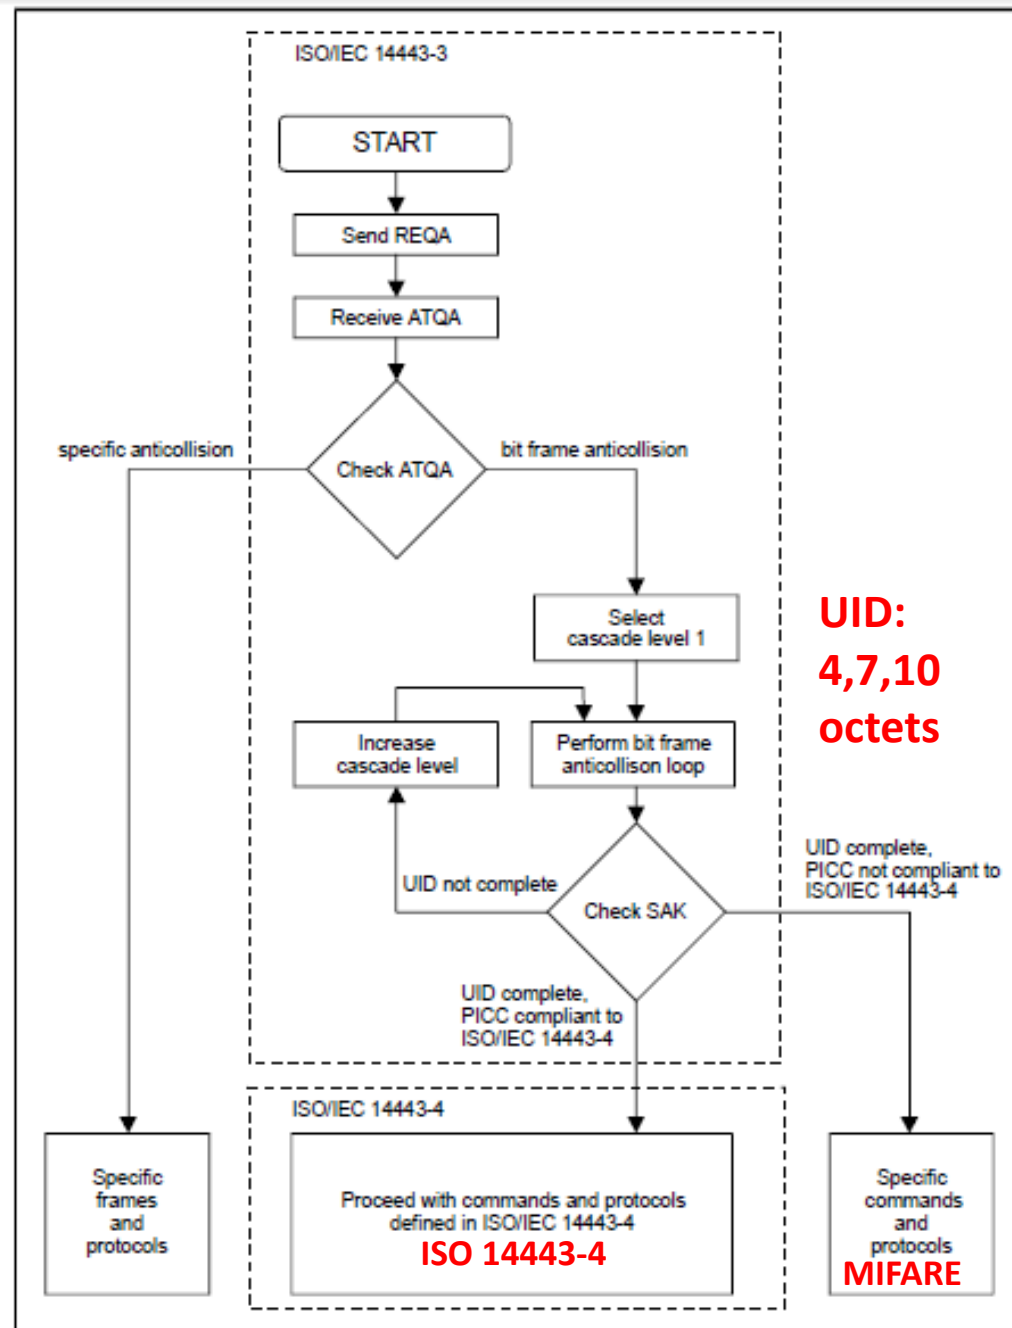 ISO/IEC 14443-3
START
Send REQA
Receive ATQA
specific anticollision
Check ATQA
bit frame anticollision
Select
cascade level 1
UID:
4,7,10
octets
Increase
cascade level
Perform bit frame
anticollison loop
UID not complete
Check SAK
UID complete,
PICC not compliant to
ISO/IEC 14443-4
UID complete,
PICC compliant to
ISO/IEC 14443-4
ISO/IEC 14443-4
Specific
frames
and
protocols
Proceed with commands and protocols
defined in ISO/IEC 14443-4
ISO 14443-4
Specific
commands
and
protocols
MIFARE